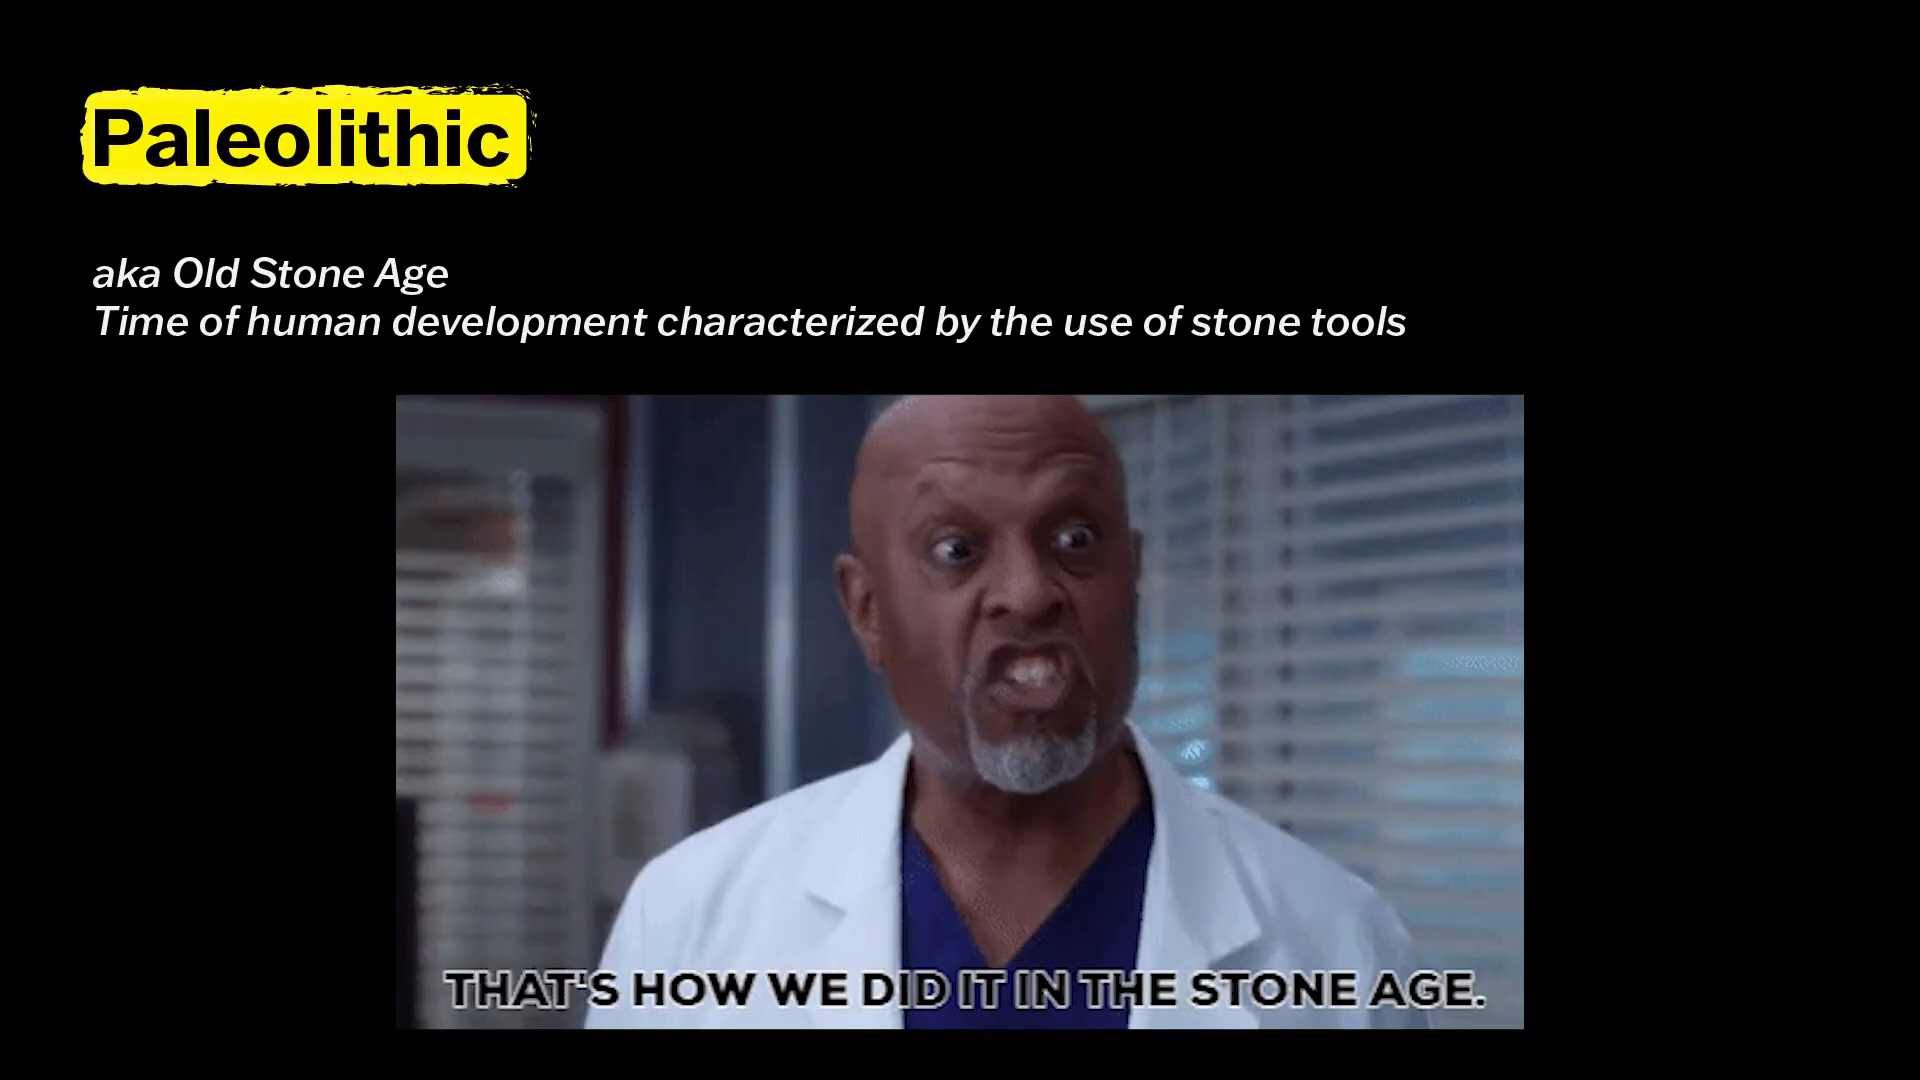 Paleolithic
aka Old Stone Age
Time of human development characterized by the use of stone tools
THAT'S HOW WE DID IT IN THE STONE AGE.